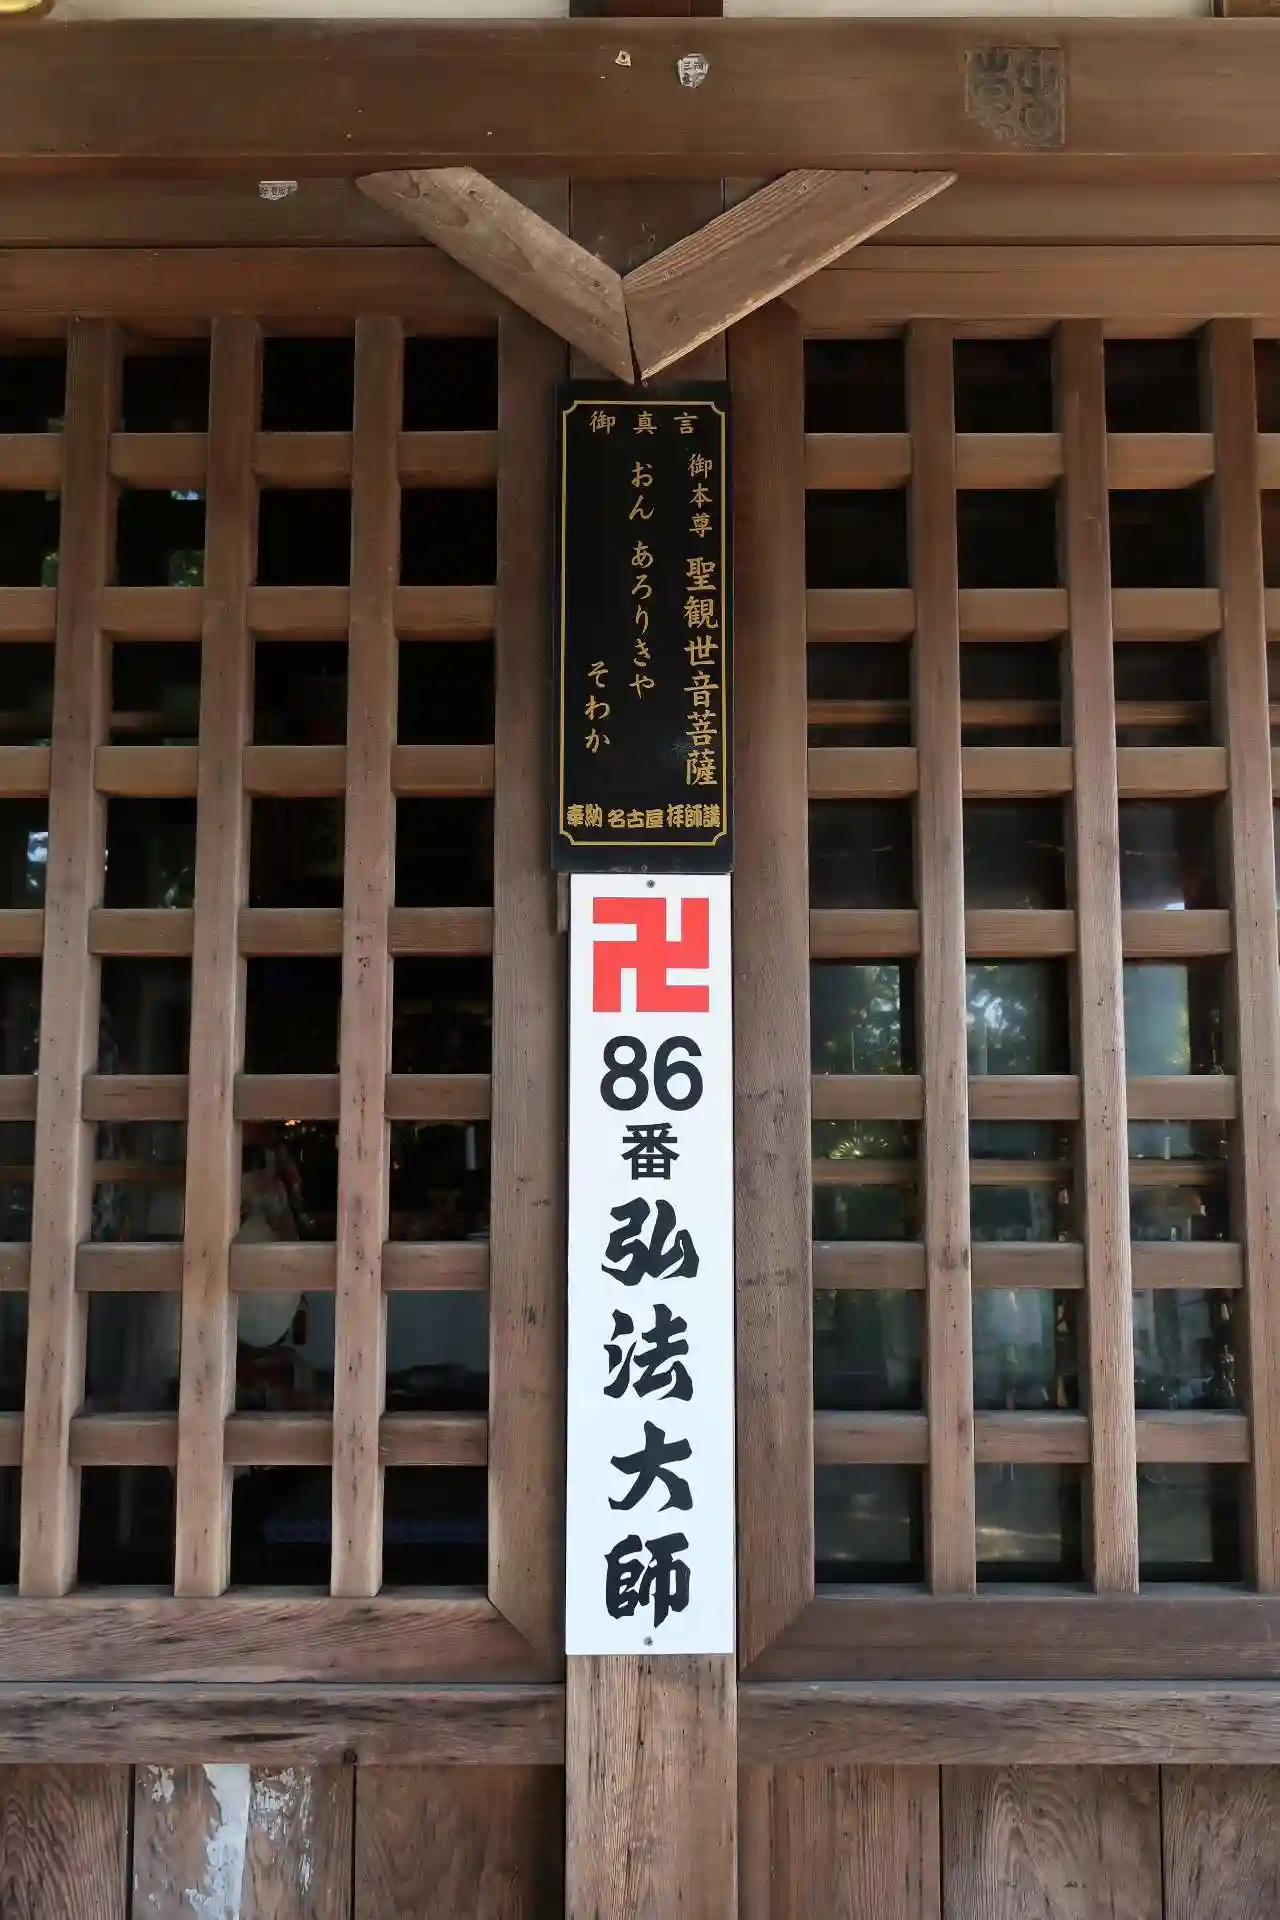 御真言
御本尊 聖観世音菩薩
おん あろりきや
そわか
奉納 名古屋 拝師講
卍
86
番
弘法大師